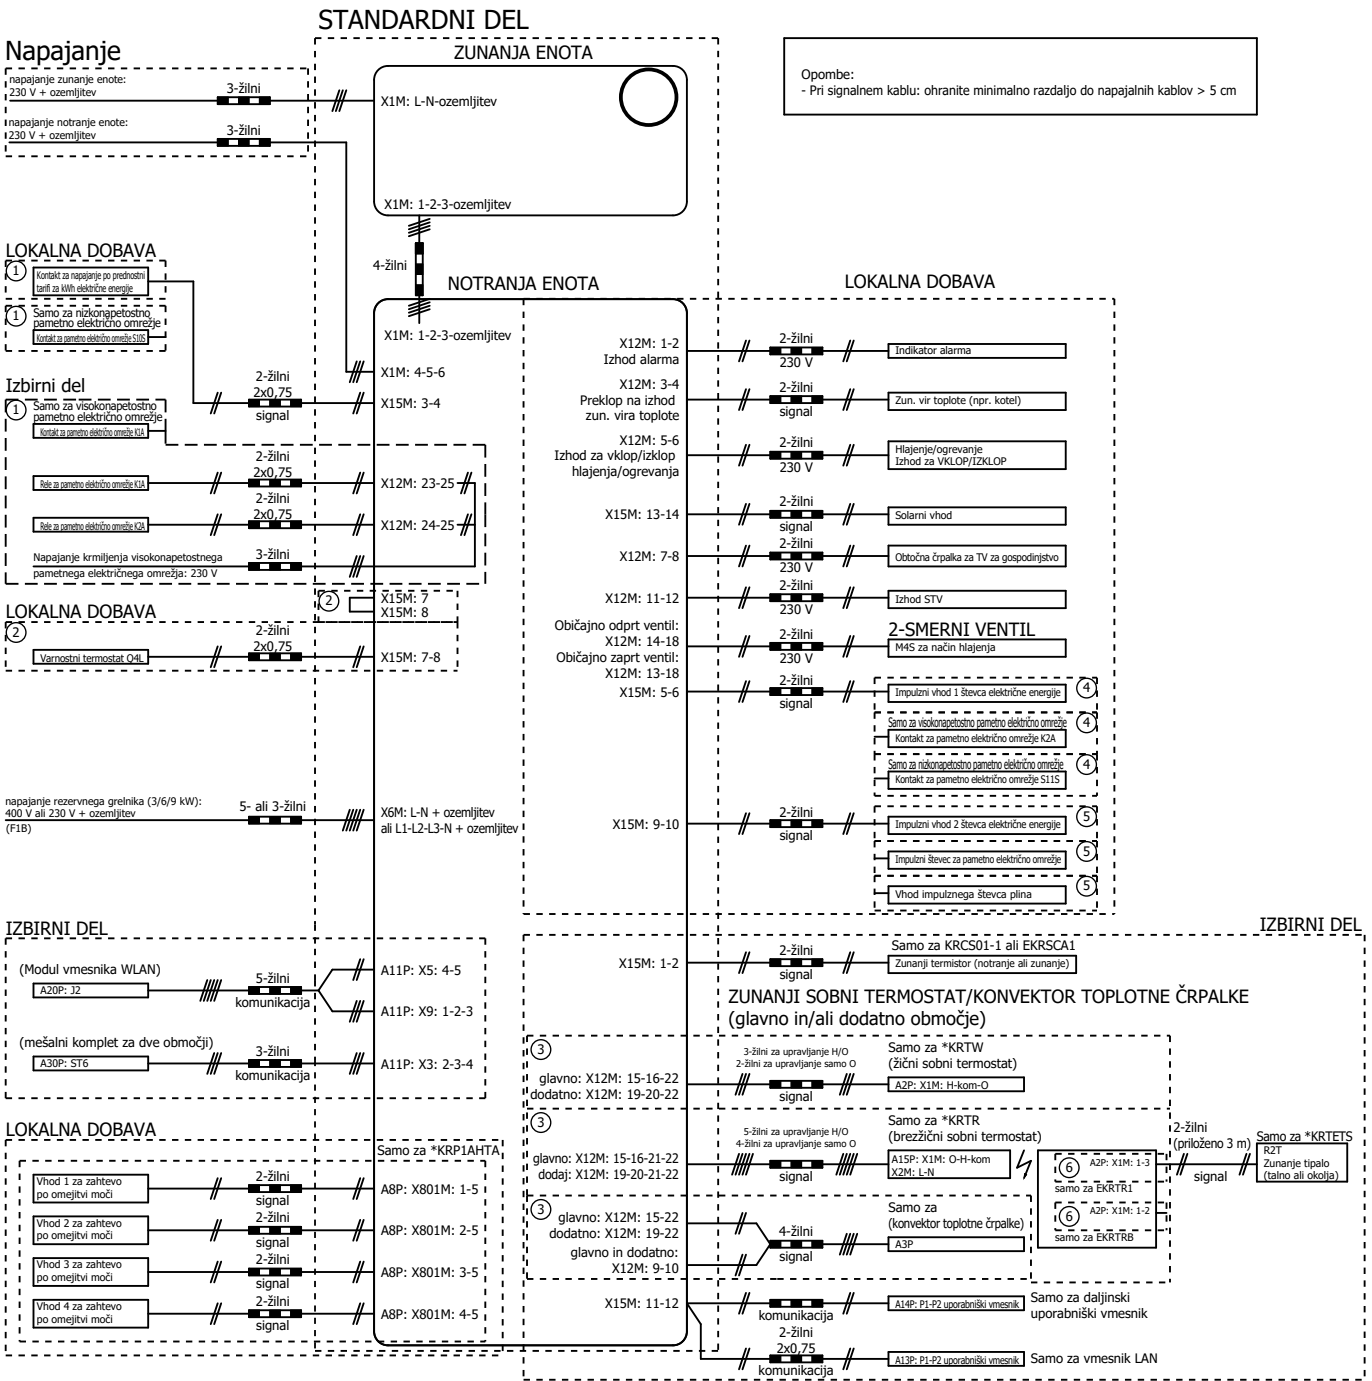 STANDARDNI DEL
Napajanje
napajanje zunanje enote:
230 V + ozemljitev
3-žilni
napajanje notranje enote:
230 V + ozemljitev
3-žilni
ZUNANJA ENOTA
X1M: L-N-ozemljitev
X1M: 1-2-3-ozemljitev
4-žilni
Opombe:
- Pri signalnem kablu: ohranite minimalno razdaljo do napajalnih kablov > 5 cm
LOKALNA DOBAVA
1
Kontakt za napajanje po prednostni
tarifi za kWh električne energije
1
Samo za nizkonapetostno
pametno električno omrežje
Kontakt za pametno električno omrežje S10S
Izbirni del
1
Samo za visokonapetostno
pametno električno omrežje
Kontakt za pametno električno omrežje K1A
2-žilni
2x0,75
signal
Rele za pametno električno omrežje K1A
2-žilni
2x0,75
Rele za pametno električno omrežje K2A
2-žilni
2x0,75
Napajanje krmiljenja visokonapetostnega
pametnega električnega omrežja: 230 V
3-žilni
LOKALNA DOBAVA
2
Varnostni termostat Q4L
2-žilni
2x0,75
napajanje rezervnega grelnika (3/6/9 kW):
400 V ali 230 V + ozemljitev
(F1B)
5- ali 3-žilni
NOTRANJA ENOTA
X1M: 1-2-3-ozemljitev
X1M: 4-5-6
X15M: 3-4
X12M: 23-25
X12M: 24-25
2
X15M: 7
X15M: 8
X15M: 7-8
X6M: L-N + ozemljitev
ali L1-L2-L3-N + ozemljitev
LOKALNA DOBAVA
X12M: 1-2
Izhod alarma
2-žilni
230 V
Indikator alarma
X12M: 3-4
Preklop na izhod
zun. vira toplote
2-žilni
signal
Zun. vir toplote (npr. kotel)
X12M: 5-6
Izhod za vklop/izklop
hlajenja/ogrevanja
2-žilni
230 V
Hlajenje/ogrevanje
Izhod za VKLOP/IZKLOP
X15M: 13-14
2-žilni
signal
Solarni vhod
X12M: 7-8
2-žilni
230 V
Obtočna črpalka za TV za gospodinjstvo
X12M: 11-12
2-žilni
230 V
Izhod STV
Običajno odprt ventil:
X12M: 14-18
Običajno zaprt ventil:
X12M: 13-18
2-žilni
230 V
2-SMERNI VENTIL
M4S za način hlajenja
X15M: 5-6
2-žilni
signal
Impulzni vhod 1 števca električne energije
4
Samo za visokonapetostno pametno električno omrežje
Kontakt za pametno električno omrežje K2A
4
Samo za nizkonapetostno pametno električno omrežje
Kontakt za pametno električno omrežje S11S
4
X15M: 9-10
2-žilni
signal
Impulzni vhod 2 števca električne energije
5
Impulzni števec za pametno električno omrežje
5
Vhod impulznega števca plina
5
IZBIRNI DEL
(Modul vmesnika WLAN)
A20P: J2
5-žilni
komunikacija
A11P: X5: 4-5
A11P: X9: 1-2-3
(mešalni komplet za dve območji)
A30P: ST6
3-žilni
komunikacija
A11P: X3: 2-3-4
LOKALNA DOBAVA
Samo za *KRP1AHTA
Vhod 1 za zahtevo
po omejitvi moči
2-žilni
signal
A8P: X801M: 1-5
Vhod 2 za zahtevo
po omejitvi moči
2-žilni
signal
A8P: X801M: 2-5
Vhod 3 za zahtevo
po omejitvi moči
2-žilni
signal
A8P: X801M: 3-5
Vhod 4 za zahtevo
po omejitvi moči
2-žilni
signal
A8P: X801M: 4-5
IZBIRNI DEL
X15M: 1-2
2-žilni
signal
Samo za KRCS01-1 ali EKRSCA1
Zunanji termistor (notranje ali zunanje)
ZUNANJI SOBNI TERMOSTAT/KONVEKTOR TOPLOTNE ČRPALKE
(glavno in/ali dodatno območje)
3
glavno: X12M: 15-16-22
dodatno: X12M: 19-20-22
3-žilni za upravljanje H/O
2-žilni za upravljanje samo O
signal
Samo za *KRTW
(žični sobni termostat)
A2P: X1M: H-kom-O
3
glavno: X12M: 15-16-21-22
dodaj: X12M: 19-20-21-22
5-žilni za upravljanje H/O
4-žilni za upravljanje samo O
signal
Samo za *KRTR
(brezžični sobni termostat)
A15P: X1M: O-H-kom
X2M: L-N
6
A2P: X1M: 1-3
samo za EKRTR1
6
A2P: X1M: 1-2
samo za EKRTRB
2-žilni
(priloženo 3 m)
signal
Samo za *KRTETS
R2T
Zunanje tipalo
(talno ali okolja)
3
glavno: X12M: 15-22
dodatno: X12M: 19-22
glavno in dodatno:
X12M: 9-10
4-žilni
signal
Samo za
(konvektor toplotne črpalke)
A3P
X15M: 11-12
komunikacija
A14P: P1-P2 uporabniški vmesnik
Samo za daljinski
uporabniški vmesnik
2-žilni
2x0,75
komunikacija
A13P: P1-P2 uporabniški vmesnik
Samo za vmesnik LAN